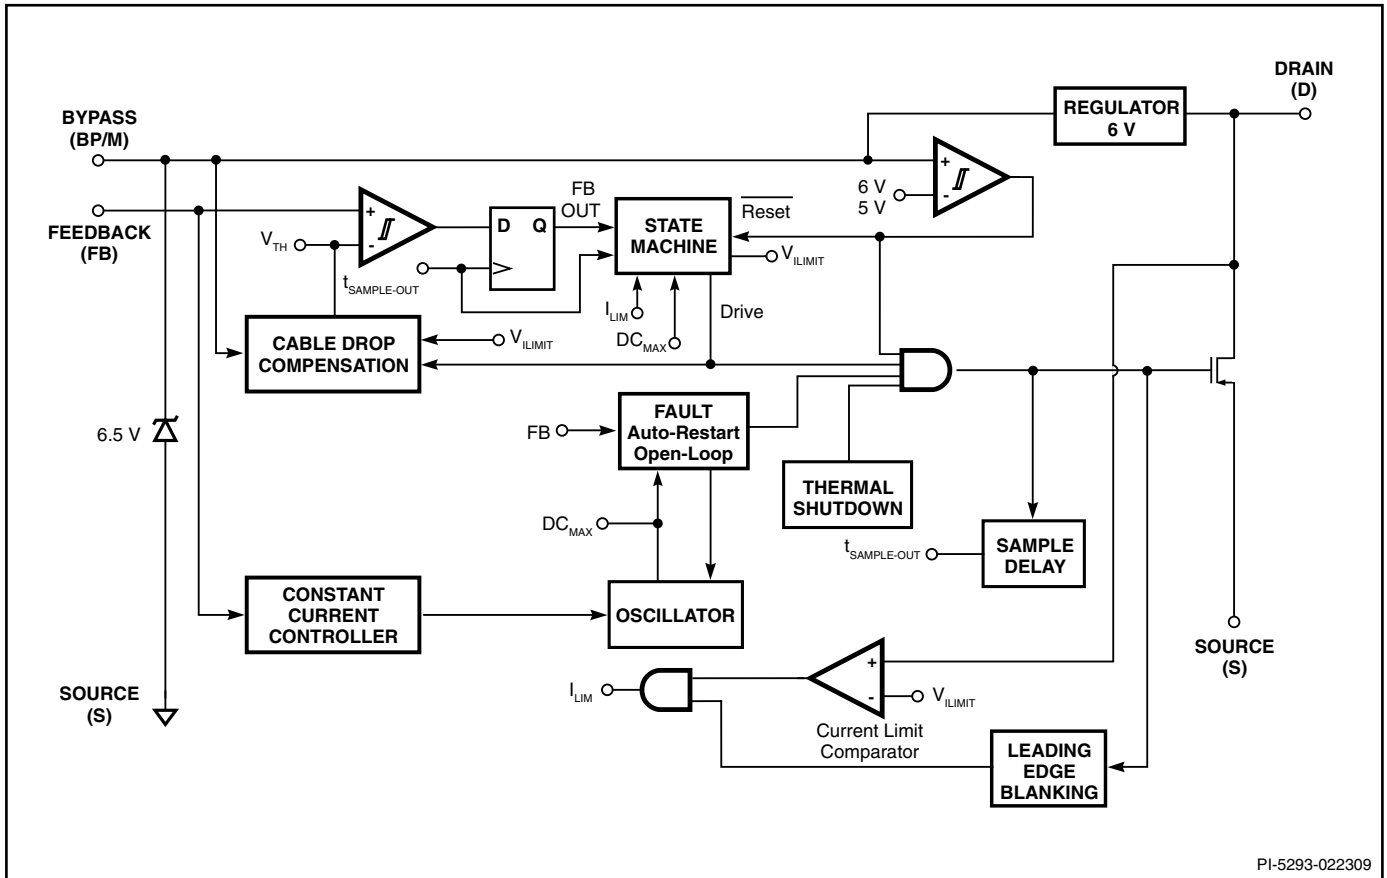 DRAIN
(D)
BYPASS
(BP/M)
REGULATOR
6 V
+
-
6 V
5 V
FEEDBACK
(FB)
V_TH
+
-
D Q
FB
OUT
t_SAMPLE-OUT
STATE
MACHINE
Reset
V_ILIMIT
I_LIM
DC_MAX
Drive
CABLE DROP
COMPENSATION
V_ILIMIT
6.5 V
FB
FAULT
Auto-Restart
Open-Loop
THERMAL
SHUTDOWN
DC_MAX
t_SAMPLE-OUT
SAMPLE
DELAY
CONSTANT
CURRENT
CONTROLLER
OSCILLATOR
SOURCE
(S)
SOURCE
(S)
I_LIM
+
-
V_ILIMIT
Current Limit
Comparator
LEADING
EDGE
BLANKING
PI-5293-022309